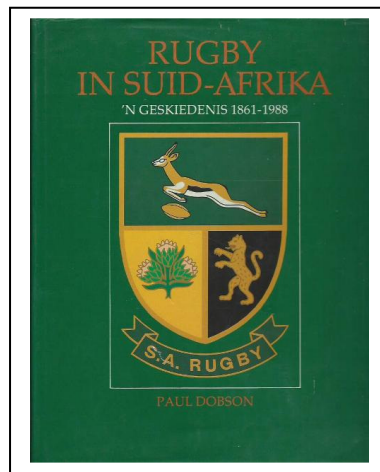 RUGBY
IN SUID-AFRIKA
'N GESKIEDENIS 1861-1988
S.A. RUGBY
PAUL DOBSON